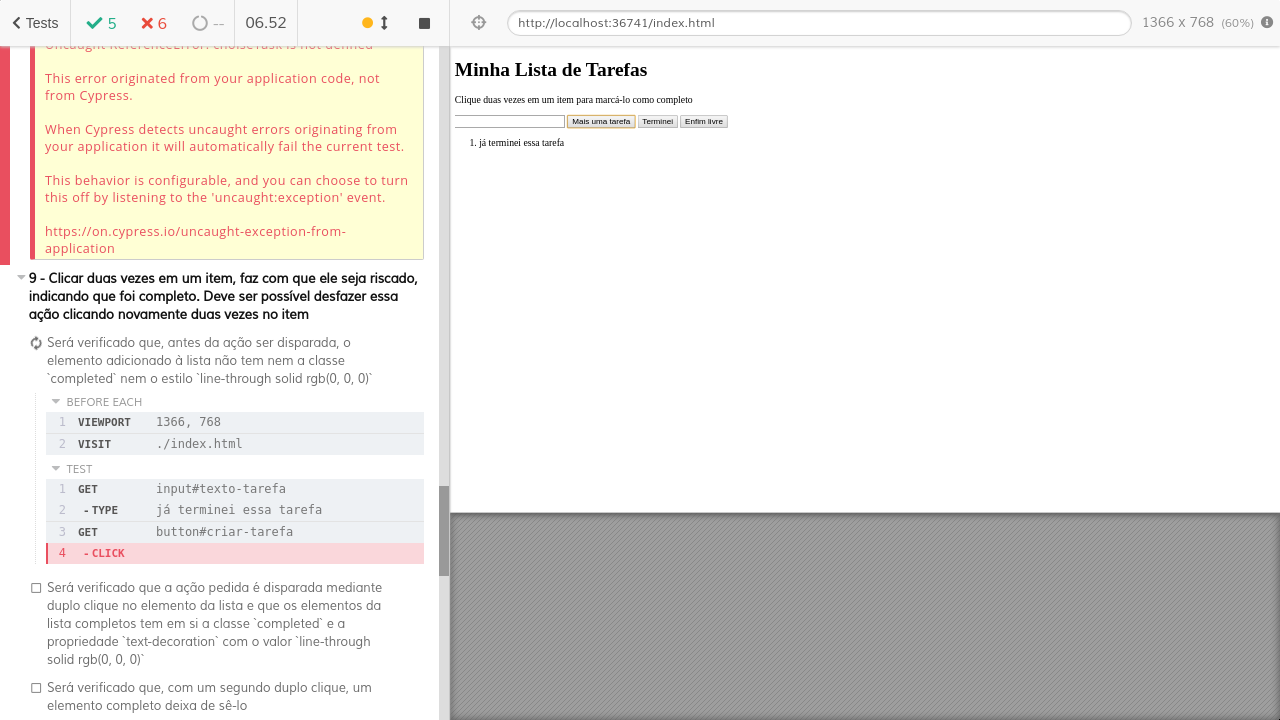 Tests
5
6
--
06.52
http://localhost:36741/index.html
1366 x 768 (60%)
Uncaught ReferenceError: choiseTask is not defined
This error originated from your application code, not
from Cypress.
When Cypress detects uncaught errors originating from
your application it will automatically fail the current test.
This behavior is configurable, and you can choose to turn
this off by listening to the 'uncaught:exception' event.
https://on.cypress.io/uncaught-exception-from-
application
9 - Clicar duas vezes em um item, faz com que ele seja riscado,
indicando que foi completo. Deve ser possível desfazer essa
ação clicando novamente duas vezes no item
Será verificado que, antes da ação ser disparada, o
elemento adicionado à lista não tem nem a classe
`completed` nem o estilo `line-through solid rgb(0, 0, 0)`
BEFORE EACH
1 VIEWPORT 1366, 768
2 VISIT ./index.html
TEST
1 GET input#texto-tarefa
2 -TYPE já terminei essa tarefa
3 GET button#criar-tarefa
4 -CLICK
Será verificado que a ação pedida é disparada mediante
duplo clique no elemento da lista e que os elementos da
lista completos tem em si a classe `completed` e a
propriedade `text-decoration` com o valor `line-through
solid rgb(0, 0, 0)`
Será verificado que, com um segundo duplo clique, um
elemento completo deixa de sê-lo
Minha Lista de Tarefas
Clique duas vezes em um item para marcá-lo como completo
Mais uma tarefa Terminei Enfim livre
1. já terminei essa tarefa